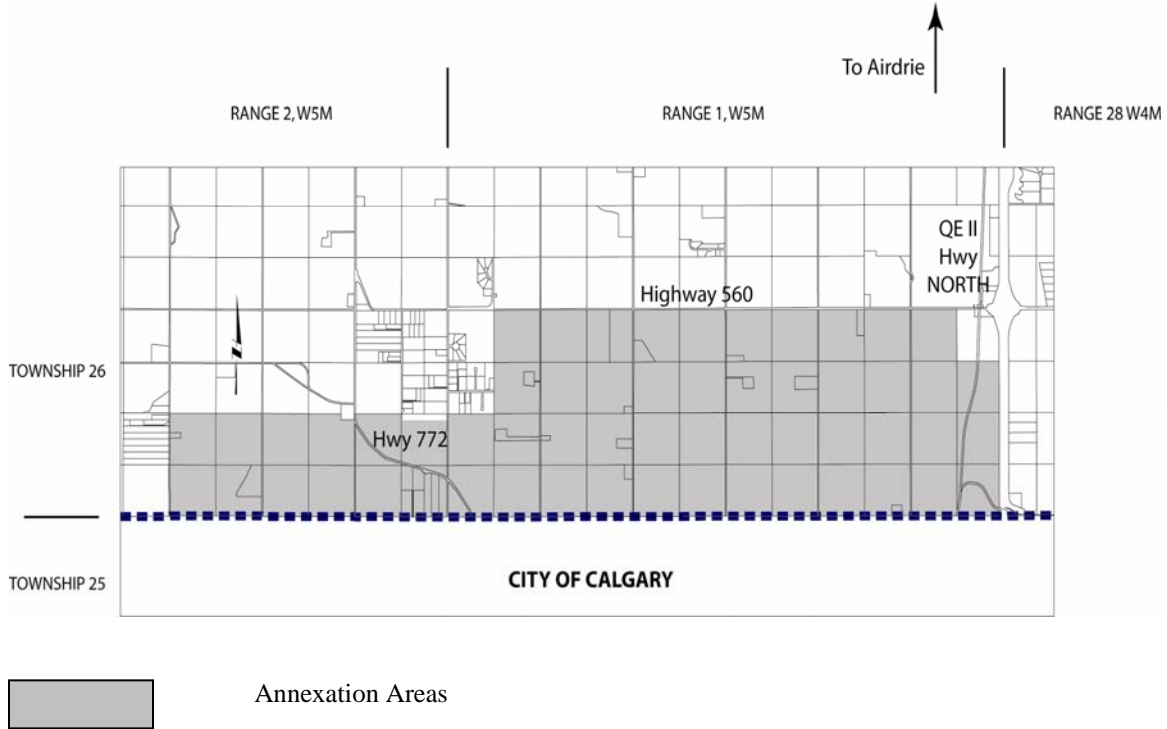 To Airdrie
RANGE 2, W5M
RANGE 1, W5M
RANGE 28 W4M
QE II
Hwy
NORTH
Highway 560
TOWNSHIP 26
Hwy 772
TOWNSHIP 25
CITY OF CALGARY
Annexation Areas